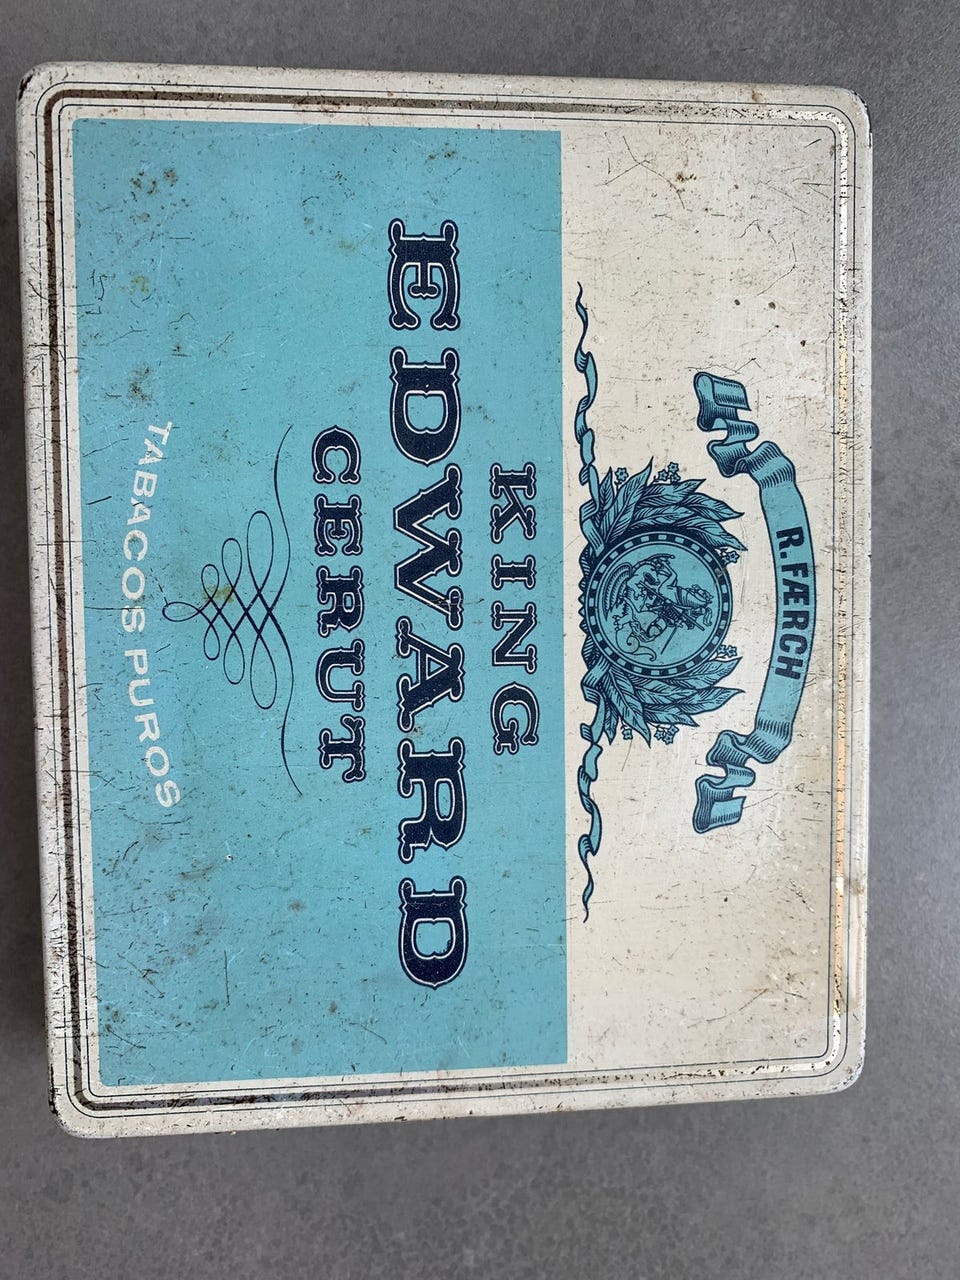 R. FÆRCH
KING
EDWARD
CERUT
TABACOS PUROS